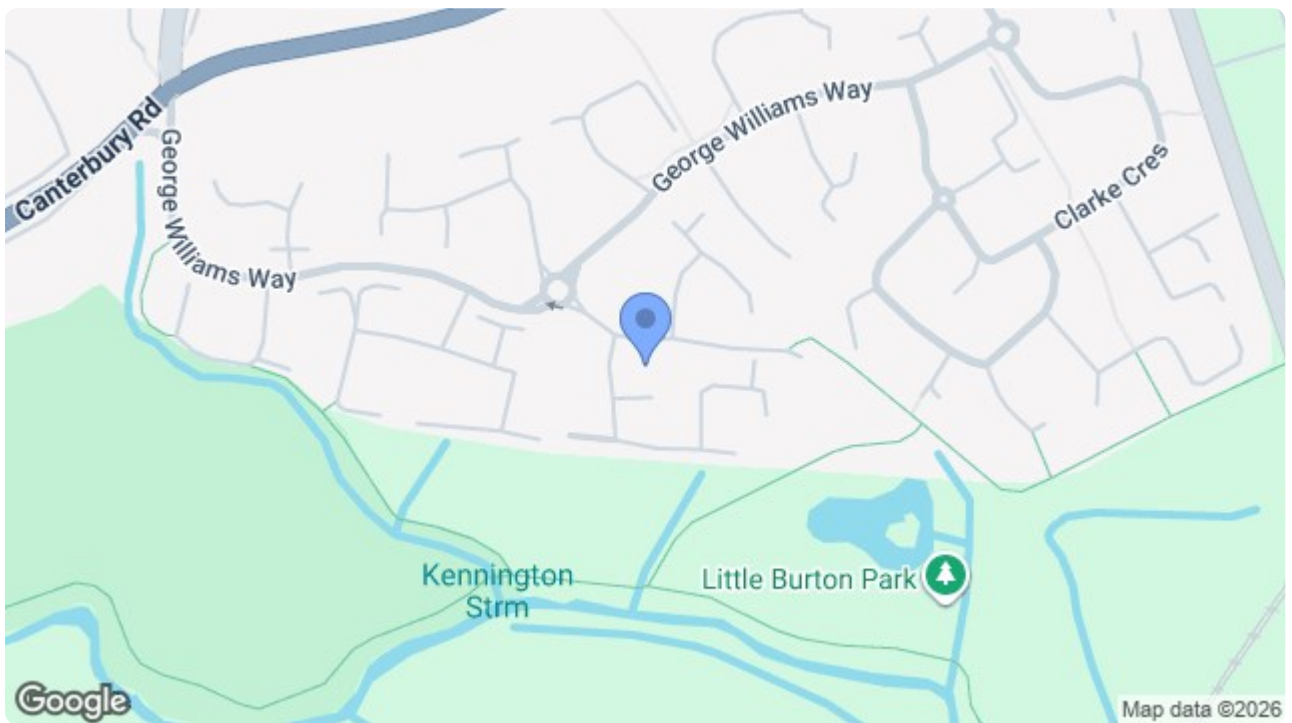 Canterbury Rd
George Williams Way
George Williams Way
Clarke Cres
Kennington
Strm
Little Burton Park
Google
Map data ©2026